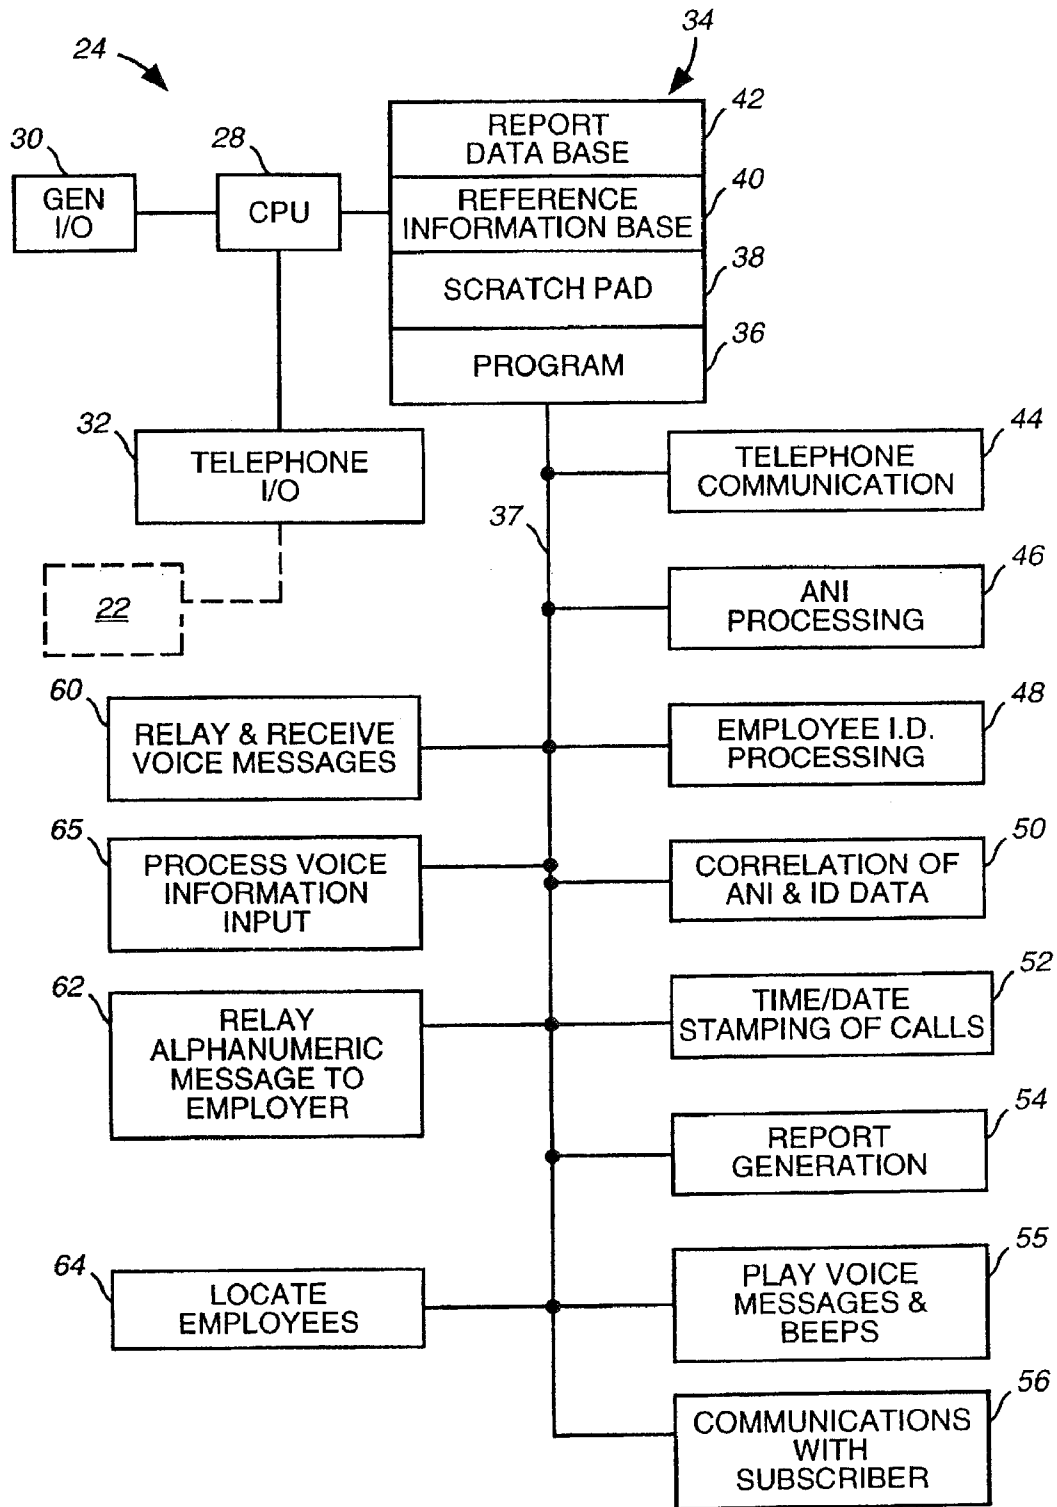 24
34
30
28
42
GEN
I/O
CPU
REPORT
DATA BASE
40
REFERENCE
INFORMATION BASE
38
SCRATCH PAD
36
PROGRAM
32
TELEPHONE
I/O
44
TELEPHONE
COMMUNICATION
37
22
46
ANI
PROCESSING
60
RELAY & RECEIVE
VOICE MESSAGES
48
EMPLOYEE I.D.
PROCESSING
65
PROCESS VOICE
INFORMATION
INPUT
50
CORRELATION OF
ANI & ID DATA
62
RELAY
ALPHANUMERIC
MESSAGE TO
EMPLOYER
52
TIME/DATE
STAMPING OF CALLS
54
REPORT
GENERATION
64
LOCATE
EMPLOYEES
55
PLAY VOICE
MESSAGES &
BEEPS
56
COMMUNICATIONS
WITH
SUBSCRIBER